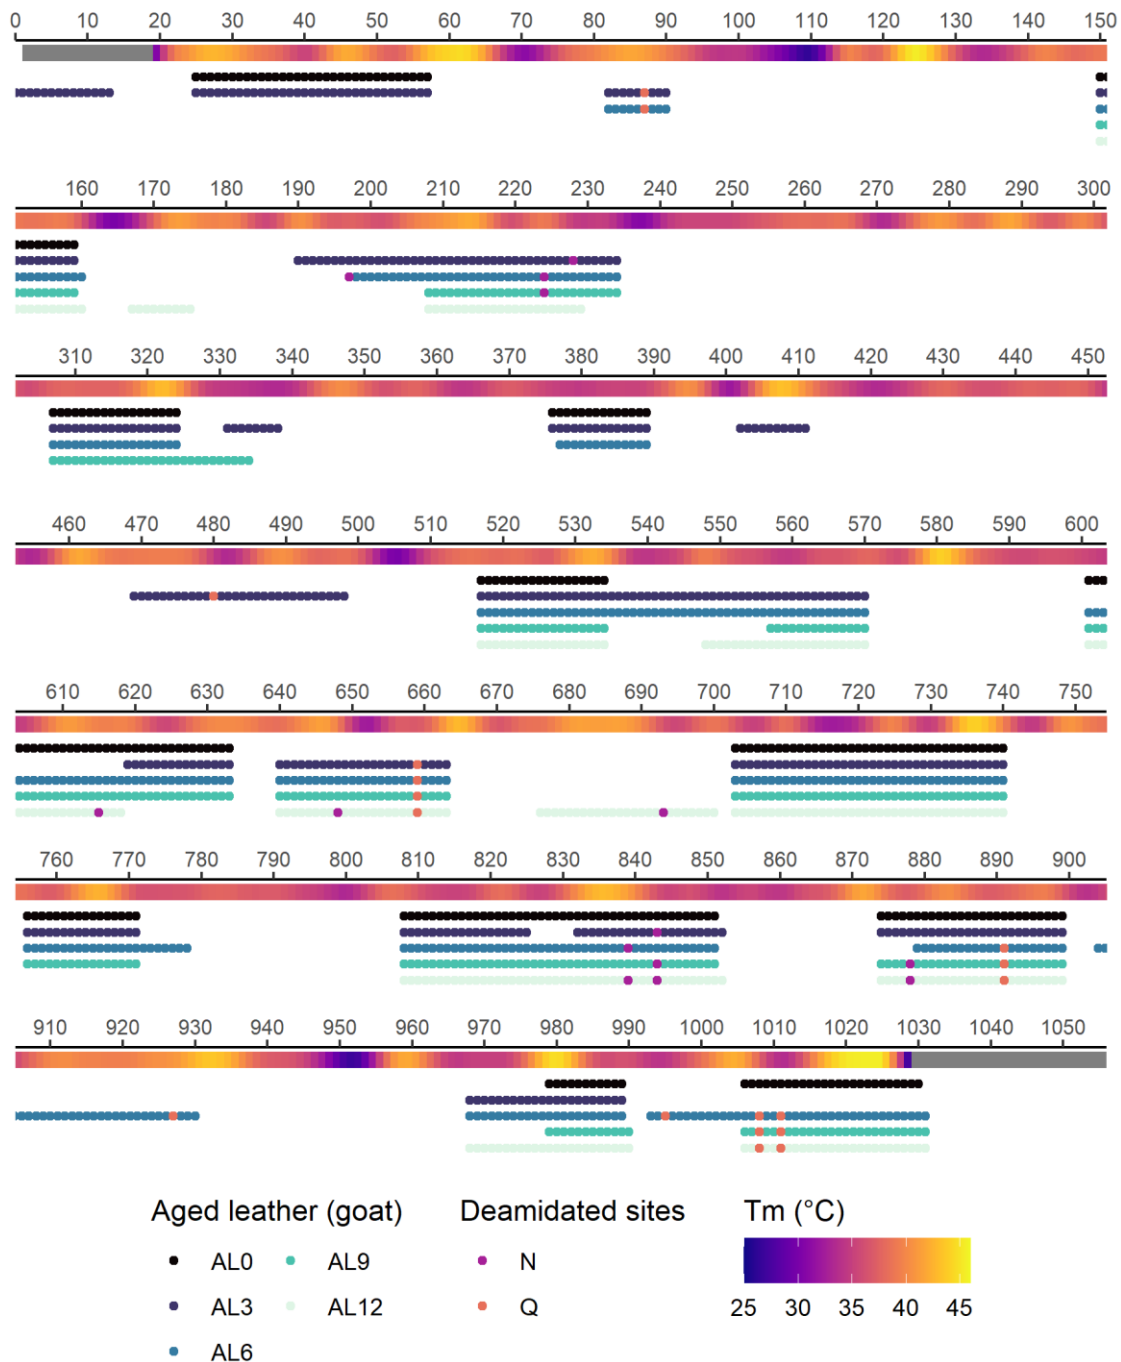 0 10 20 30 40 50 60 70 80 90 100 110 120 130 140 150
160 170 180 190 200 210 220 230 240 250 260 270 280 290 300
310 320 330 340 350 360 370 380 390 400 410 420 430 440 450
460 470 480 490 500 510 520 530 540 550 560 570 580 590 600
610 620 630 640 650 660 670 680 690 700 710 720 730 740 750
760 770 780 790 800 810 820 830 840 850 860 870 880 890 900
910 920 930 940 950 960 970 980 990 1000 1010 1020 1030 1040 1050
Aged leather (goat) Deamidated sites Tm (°C)
AL0 AL9 N
AL3 AL12 Q 25 30 35 40 45
AL6